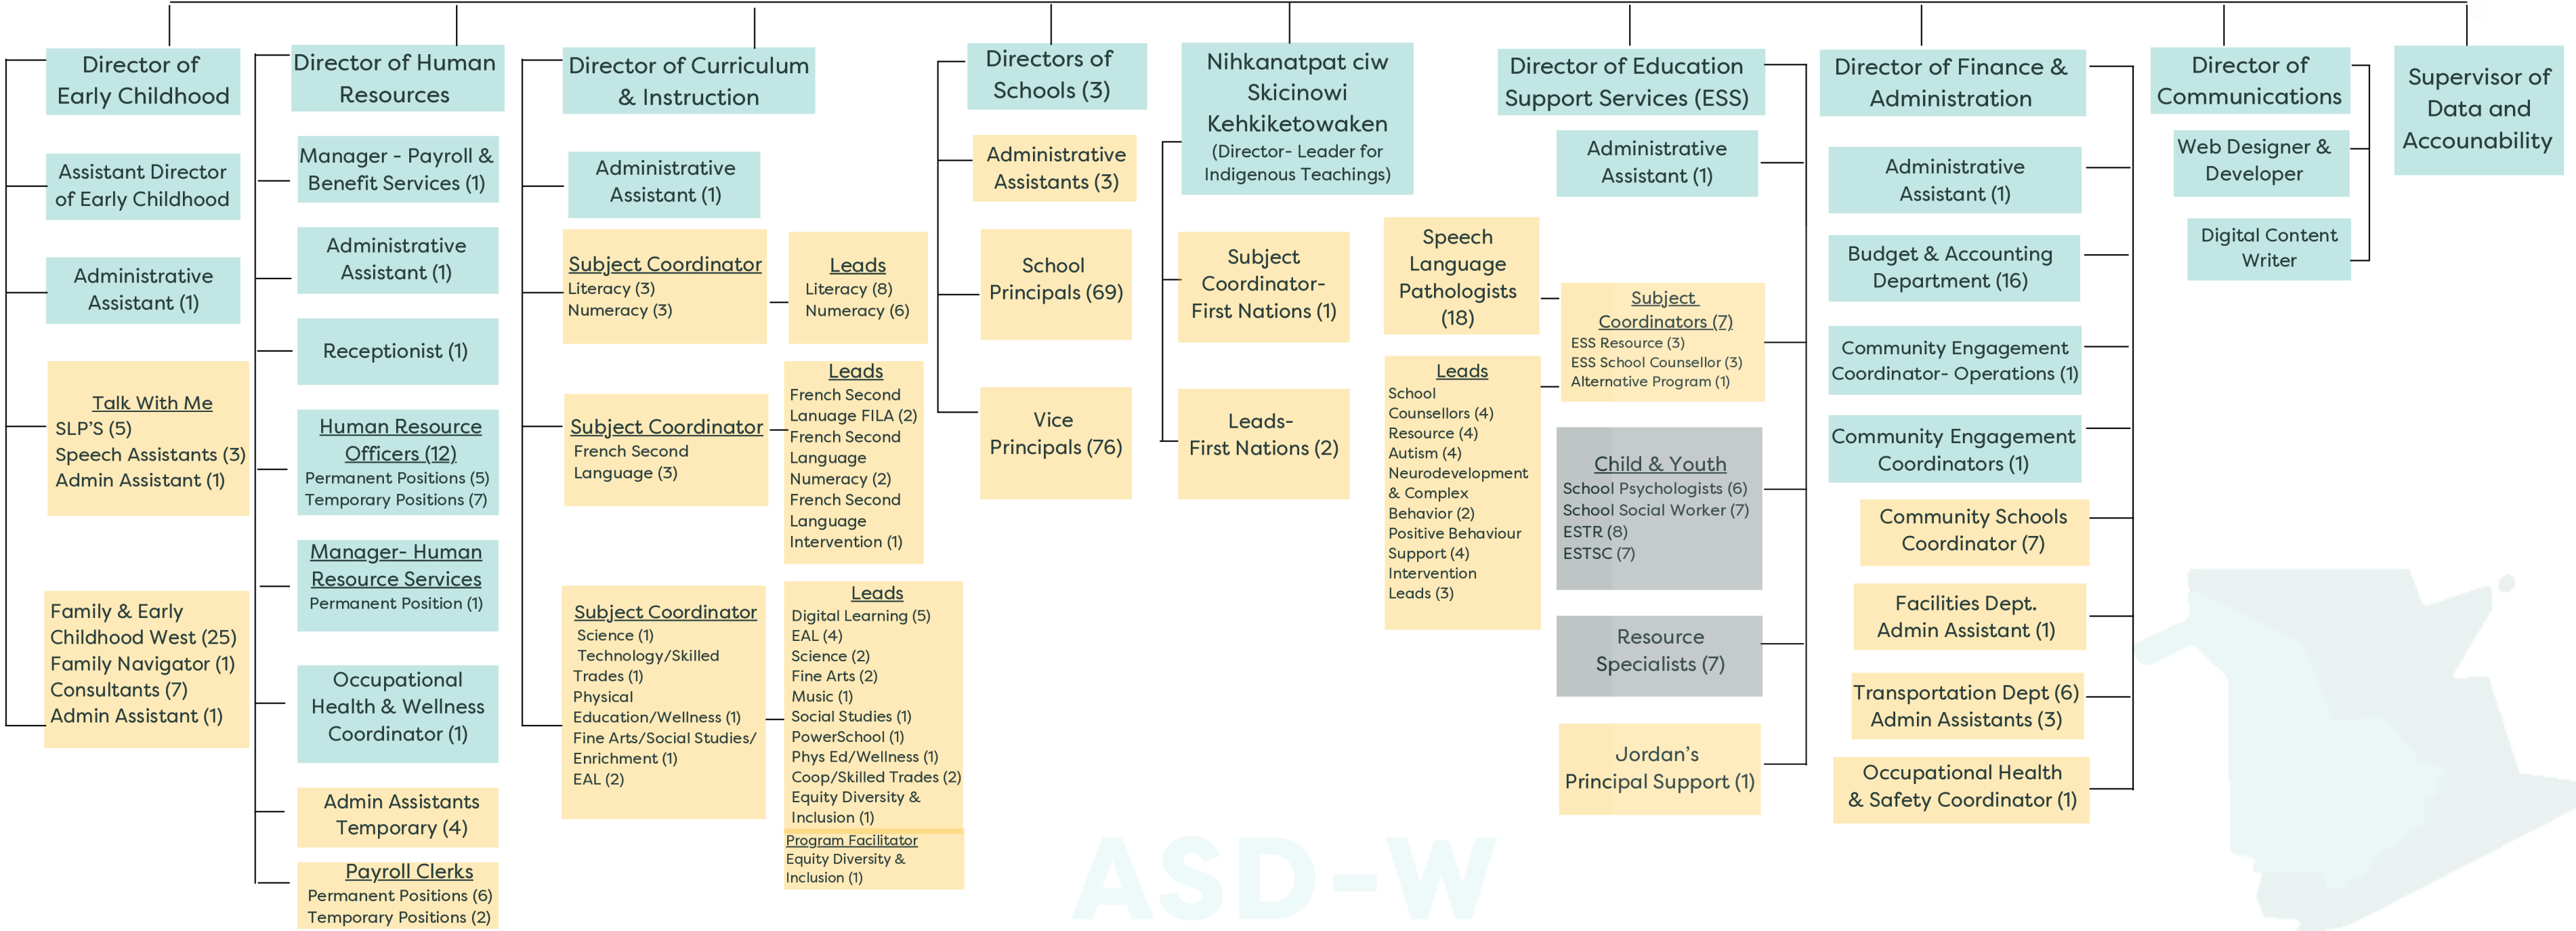 Director of
Early Childhood
Assistant Director
of Early Childhood
Administrative
Assistant (1)
Talk With Me
SLP'S (5)
Speech Assistants (3)
Admin Assistant (1)
Family & Early
Childhood West (25)
Family Navigator (1)
Consultants (7)
Admin Assistant (1)
Director of Human
Resources
Manager - Payroll &
Benefit Services (1)
Administrative
Assistant (1)
Receptionist (1)
Human Resource
Officers (12)
Permanent Positions (5)
Temporary Positions (7)
Manager- Human
Resource Services
Permanent Position (1)
Occupational
Health & Wellness
Coordinator (1)
Admin Assistants
Temporary (4)
Payroll Clerks
Permanent Positions (6)
Temporary Positions (2)
Director of Curriculum
& Instruction
Administrative
Assistant (1)
Subject Coordinator
Literacy (3)
Numeracy (3)
Leads
Literacy (8)
Numeracy (6)
Subject Coordinator
French Second
Language (3)
Leads
French Second
Lanuage FILA (2)
French Second
Language
Numeracy (2)
French Second
Language
Intervention (1)
Subject Coordinator
Science (1)
Technology/Skilled
Trades (1)
Physical
Education/Wellness (1)
Fine Arts/Social Studies/
Enrichment (1)
EAL (2)
Leads
Digital Learning (5)
EAL (4)
Science (2)
Fine Arts (2)
Music (1)
Social Studies (1)
PowerSchool (1)
Phys Ed/Wellness (1)
Coop/Skilled Trades (2)
Equity Diversity &
Inclusion (1)
Program Facilitator
Equity Diversity &
Inclusion (1)
Directors of
Schools (3)
Administrative
Assistants (3)
School
Principals (69)
Vice
Principals (76)
Nihkanatpat ciw
Skicinowi
Kehkiketowaken
(Director- Leader for
Indigenous Teachings)
Subject
Coordinator-
First Nations (1)
Leads-
First Nations (2)
Director of Education
Support Services (ESS)
Administrative
Assistant (1)
Speech
Language
Pathologists
(18)
Subject
Coordinators (7)
ESS Resource (3)
ESS School Counsellor (3)
Alternative Program (1)
Leads
School
Counsellors (4)
Resource (4)
Autism (4)
Neurodevelopment
& Complex
Behavior (2)
Positive Behaviour
Support (4)
Intervention
Leads (3)
Child & Youth
School Psychologists (6)
School Social Worker (7)
ESTR (8)
ESTSC (7)
Resource
Specialists (7)
Jordan's
Principal Support (1)
Director of Finance &
Administration
Administrative
Assistant (1)
Budget & Accounting
Department (16)
Community Engagement
Coordinator- Operations (1)
Community Engagement
Coordinators (1)
Community Schools
Coordinator (7)
Facilities Dept.
Admin Assistant (1)
Transportation Dept (6)
Admin Assistants (3)
Occupational Health
& Safety Coordinator (1)
Director of
Communications
Web Designer &
Developer
Digital Content
Writer
Supervisor of
Data and
Accounability
ASD-W